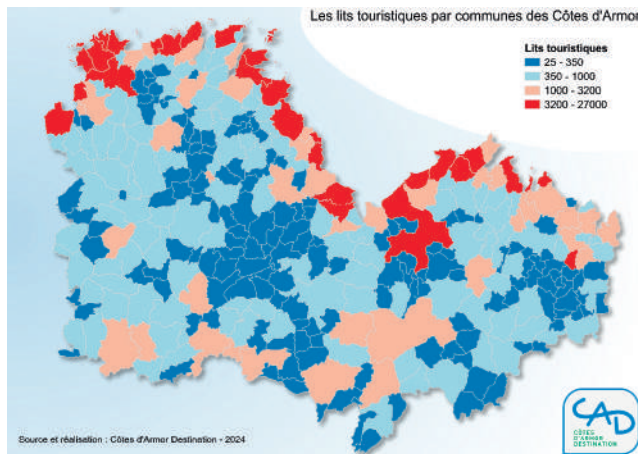 Les lits touristiques par communes des Côtes d'Armor
Lits touristiques
25 - 350
350 - 1000
1000 - 3200
3200 - 27000
Source et réalisation : Côtes d'Armor Destination - 2024
CAD
CÔTES
D'ARMOR
DESTINATION